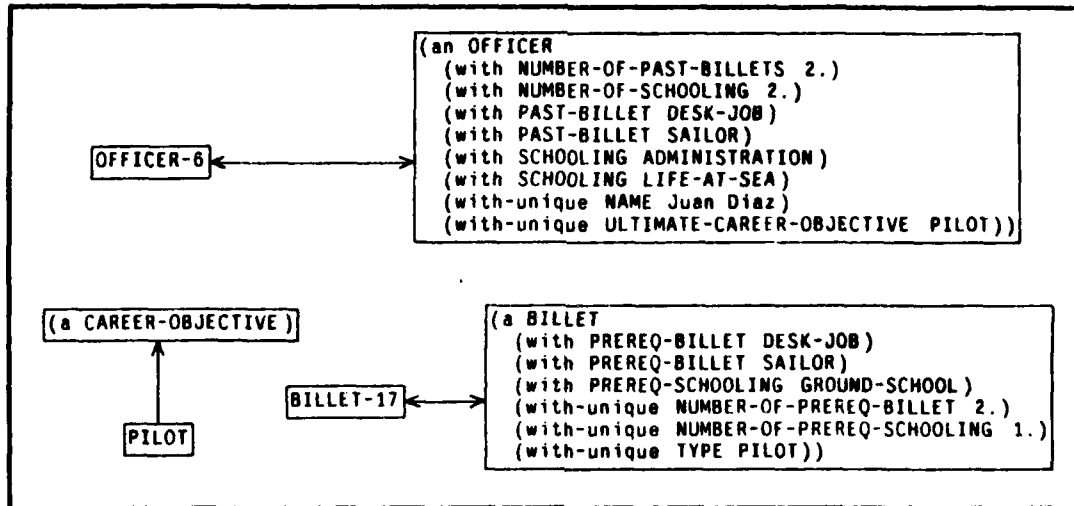 (an OFFICER
(with NUMBER-OF-PAST-BILLETS 2.)
(with NUMBER-OF-SCHOOLING 2.)
(with PAST-BILLET DESK-JOB)
(with PAST-BILLET SAILOR)
OFFICER-6
(with SCHOOLING ADMINISTRATION)
(with SCHOOLING LIFE-AT-SEA)
(with-unique NAME Juan Diaz)
(with-unique ULTIMATE-CAREER-OBJECTIVE PILOT))
(a CAREER-OBJECTIVE)
PILOT
BILLET-17
(a BILLET
(with PREREQ-BILLET DESK-JOB)
(with PREREQ-BILLET SAILOR)
(with PREREQ-SCHOOLING GROUND-SCHOOL)
(with-unique NUMBER-OF-PREREQ-BILLET 2.)
(with-unique NUMBER-OF-PREREQ-SCHOOLING 1.)
(with-unique TYPE PILOT))